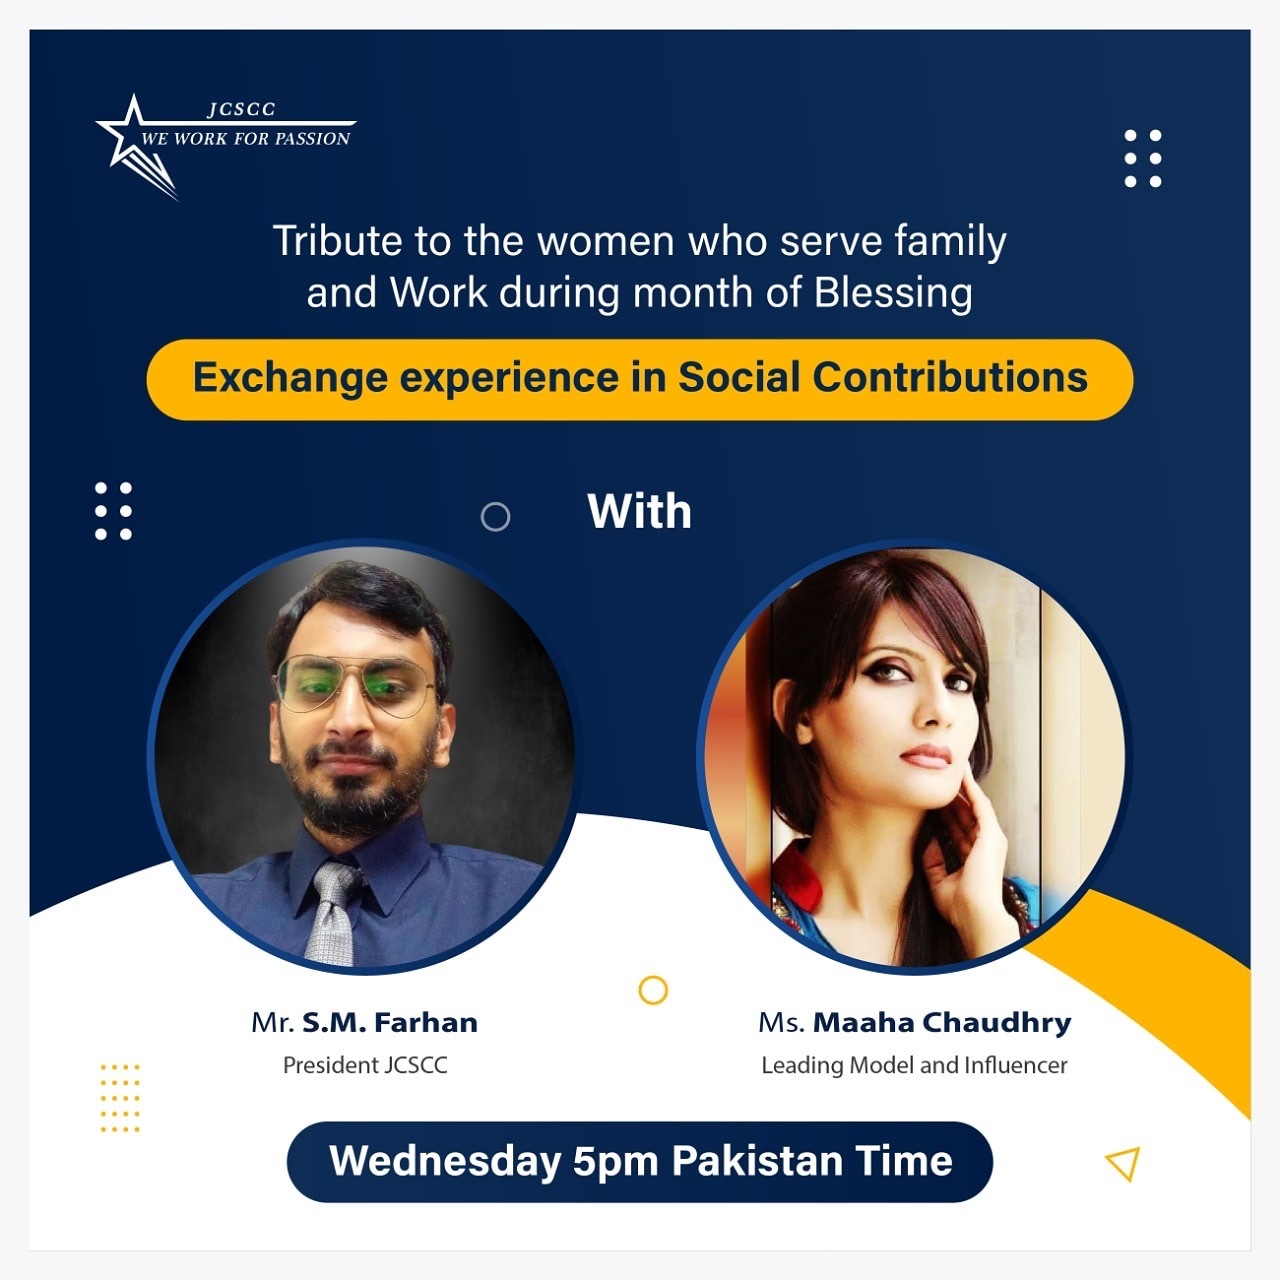 JCSCC
WE WORK FOR PASSION
Tribute to the women who serve family
and Work during month of Blessing
Exchange experience in Social Contributions
With
Mr. S.M. Farhan
President JCSCC
Ms. Maaha Chaudhry
Leading Model and Influencer
Wednesday 5pm Pakistan Time